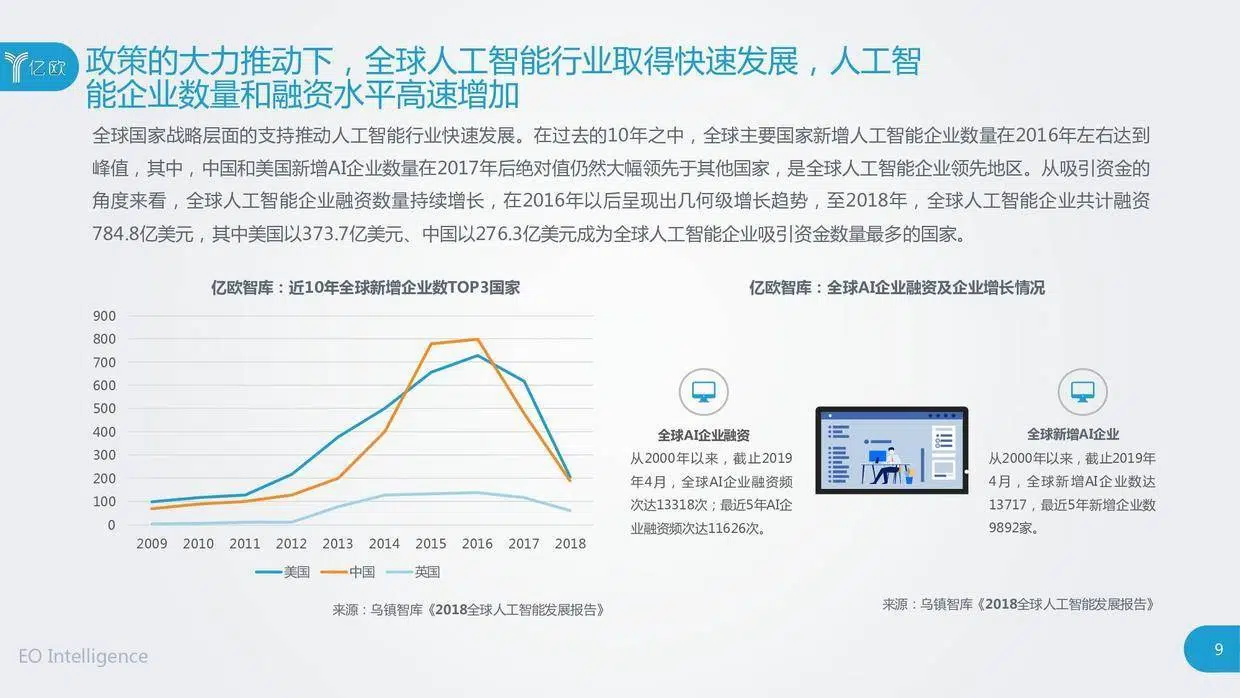 亿欧
政策的大力推动下，全球人工智能行业取得快速发展，人工智
能企业数量和融资水平高速增加
全球国家战略层面的支持推动人工智能行业快速发展。在过去的10年之中，全球主要国家新增人工智能企业数量在2016年左右达到
峰值，其中，中国和美国新增AI企业数量在2017年后绝对值仍然大幅领先于其他国家，是全球人工智能企业领先地区。从吸引资金的
角度来看，全球人工智能企业融资数量持续增长，在2016年以后呈现出几何级增长趋势，至2018年，全球人工智能企业共计融资
784.8亿美元，其中美国以373.7亿美元、中国以276.3亿美元成为全球人工智能企业吸引资金数量最多的国家。
亿欧智库：近10年全球新增企业数TOP3国家
900
800
700
600
500
400
300
200
100
0
2009 2010 2011 2012 2013 2014 2015 2016 2017 2018
美国 中国 英国
来源：乌镇智库《2018全球人工智能发展报告》
亿欧智库：全球AI企业融资及企业增长情况
全球AI企业融资
从2000年以来，截止2019
年4月，全球AI企业融资频
次达13318次；最近5年AI企
业融资频次达11626次。
全球新增AI企业
从2000年以来，截止2019年
4月，全球新增AI企业数达
13717，最近5年新增企业数
9892家。
来源：乌镇智库《2018全球人工智能发展报告》
EO Intelligence
9